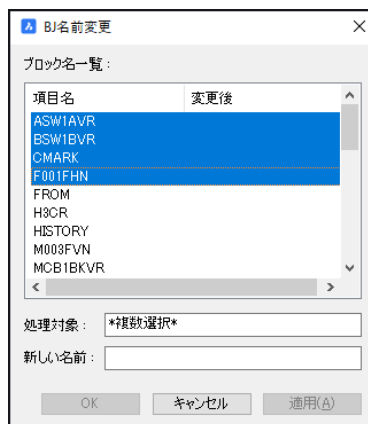 BJ名前変更
ブロック名一覧:
項目名 変更後
ASW1AVR
BSW1BVR
CMARK
F001FHN
FROM
H3CR
HISTORY
M003FVN
MCB1BKVR
処理対象: *複数選択*
新しい名前:
OK キャンセル 適用(A)